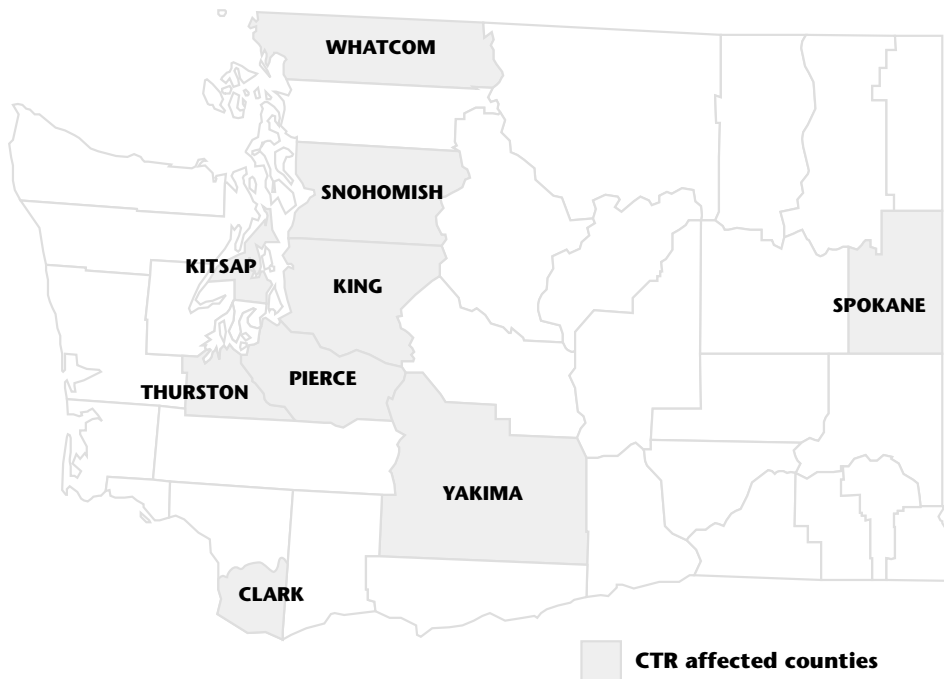 WHATCOM
SNOHOMISH
KITSAP
KING
SPOKANE
PIERCE
THURSTON
YAKIMA
CLARK
CTR affected counties